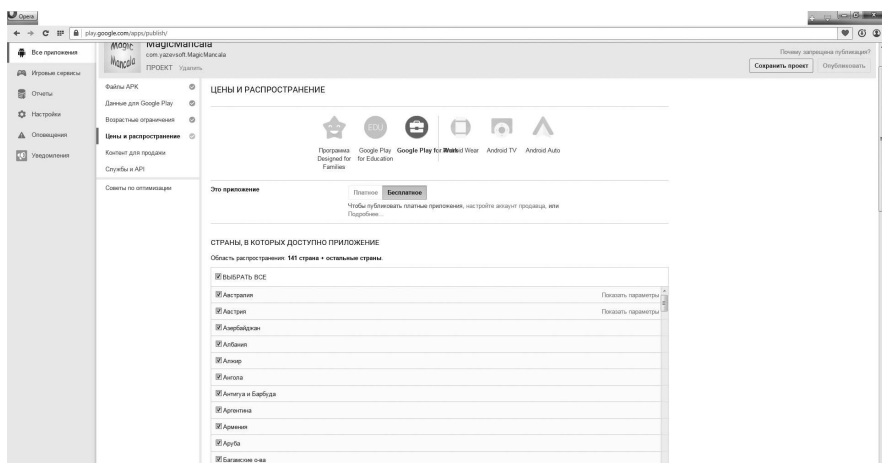 Opera
play.google.com/apps/publish/
Все приложения
Игровые сервисы
Отчеты
Настройки
Оповещения
Уведомления
Magic
Mancala
MagicMancala
com.yazevsoft.MagicMancala
ПРОЕКТ Удалить
Почему запрещена публикация?
Сохранить проект
Опубликовать
Файлы APK
Данные для Google Play
Возрастные ограничения
Цены и распространение
Контент для продажи
Службы и API
Советы по оптимизации
ЦЕНЫ И РАСПРОСТРАНЕНИЕ
EDU
Программа
Designed for
Families
Google Play
for Education
Google Play for Work
Android Wear
Android TV
Android Auto
Это приложение
Платное
Бесплатное
Чтобы публиковать платные приложения, настройте аккаунт продавца, или
Подробнее...
СТРАНЫ, В КОТОРЫХ ДОСТУПНО ПРИЛОЖЕНИЕ
Область распространения: 141 страна + остальные страны.
ВЫБРАТЬ ВСЕ
Австралия Показать параметры
Австрия Показать параметры
Азербайджан
Албания
Алжир
Ангола
Антигуа и Барбуда
Аргентина
Армения
Аруба
Багамские о-ва